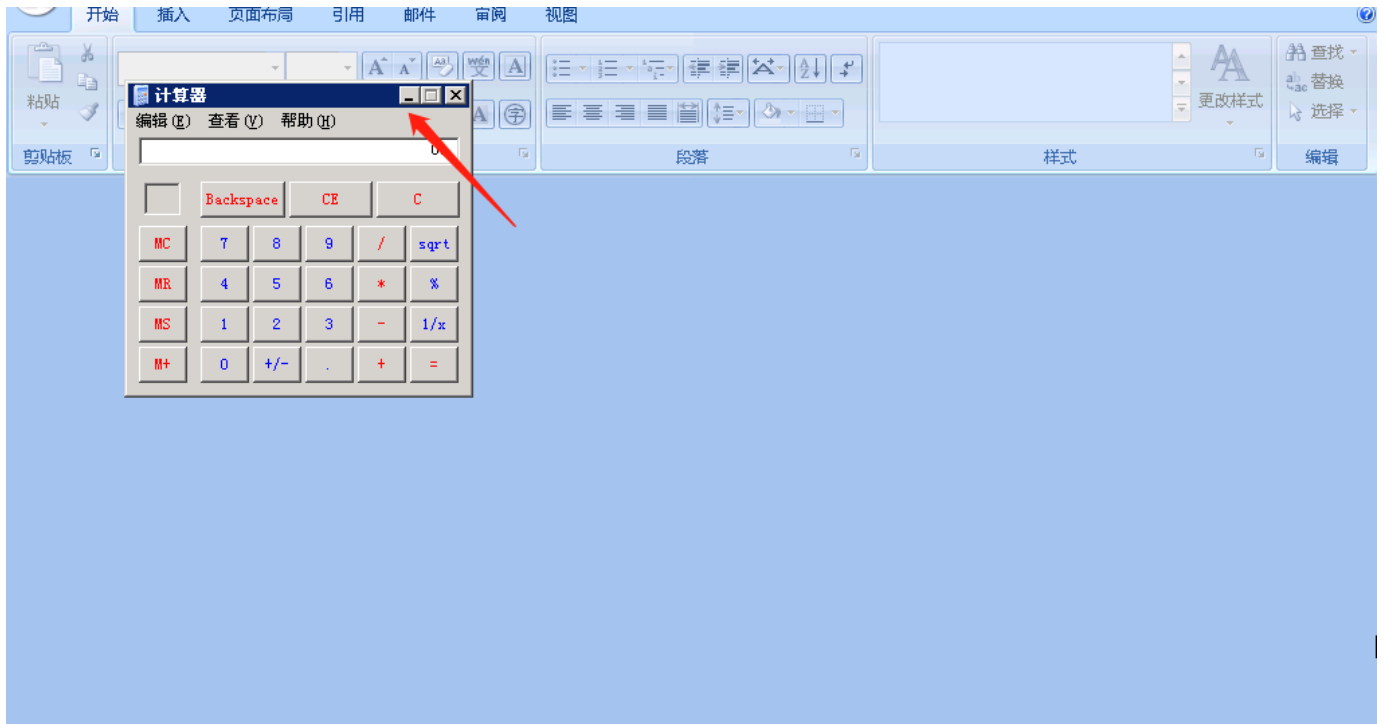 开始 插入 页面布局 引用 邮件 审阅 视图
查找
替换
选择
粘贴
更改样式
剪贴板 段落 样式 编辑
计算器
编辑(E) 查看(V) 帮助(H)
Backspace CE C
MC 7 8 9 / sqrt
MR 4 5 6 * %
MS 1 2 3 - 1/x
M+ 0 +/- . + =